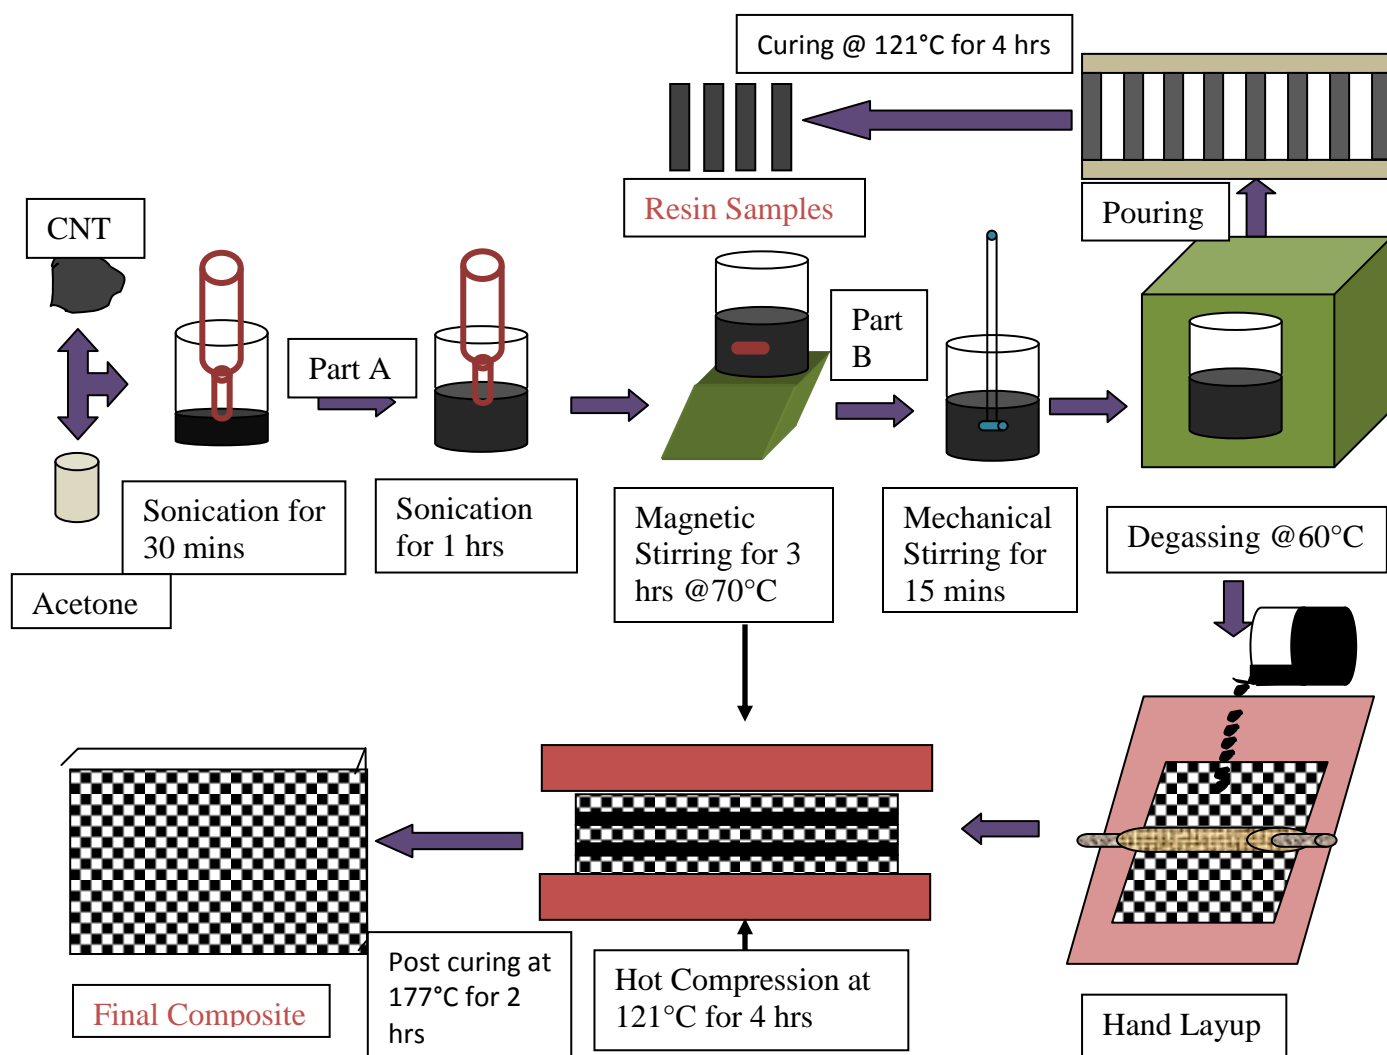 Curing @ 121°C for 4 hrs
Resin Samples
Pouring
CNT
Part A
Part
B
Acetone
Sonication for
30 mins
Sonication
for 1 hrs
Magnetic
Stirring for 3
hrs @70°C
Mechanical
Stirring for
15 mins
Degassing @60°C
Final Composite
Post curing at
177°C for 2
hrs
Hot Compression at
121°C for 4 hrs
Hand Layup